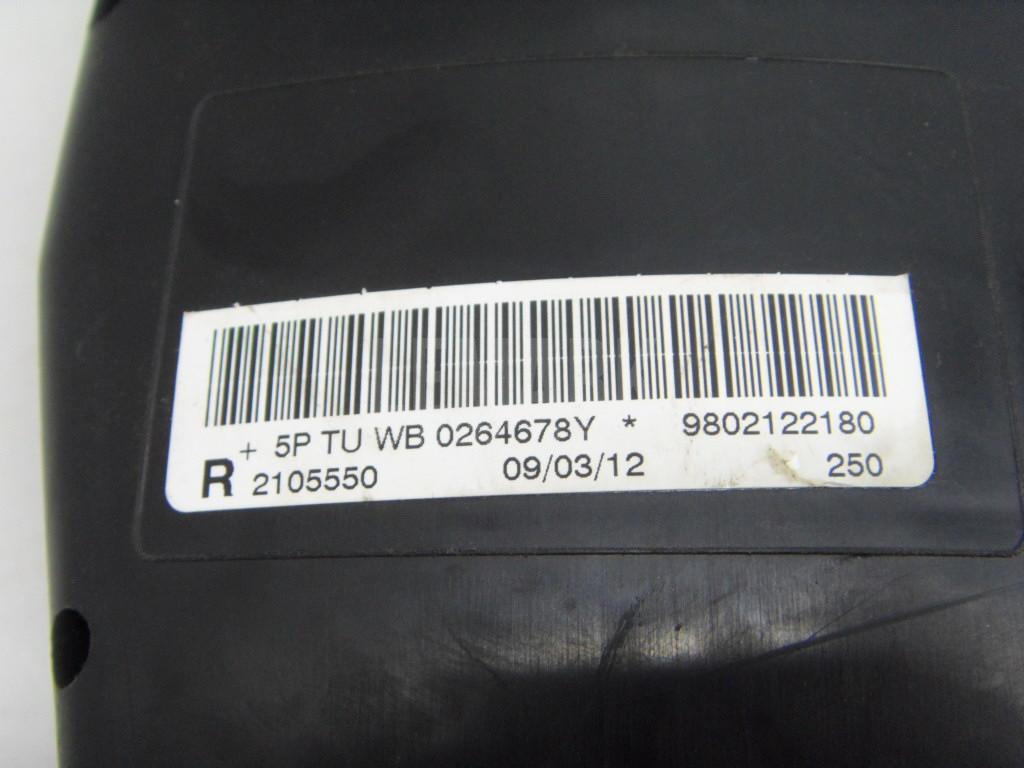 + 5P TU WB 0264678Y * 9802122180
R 2105550 09/03/12 250